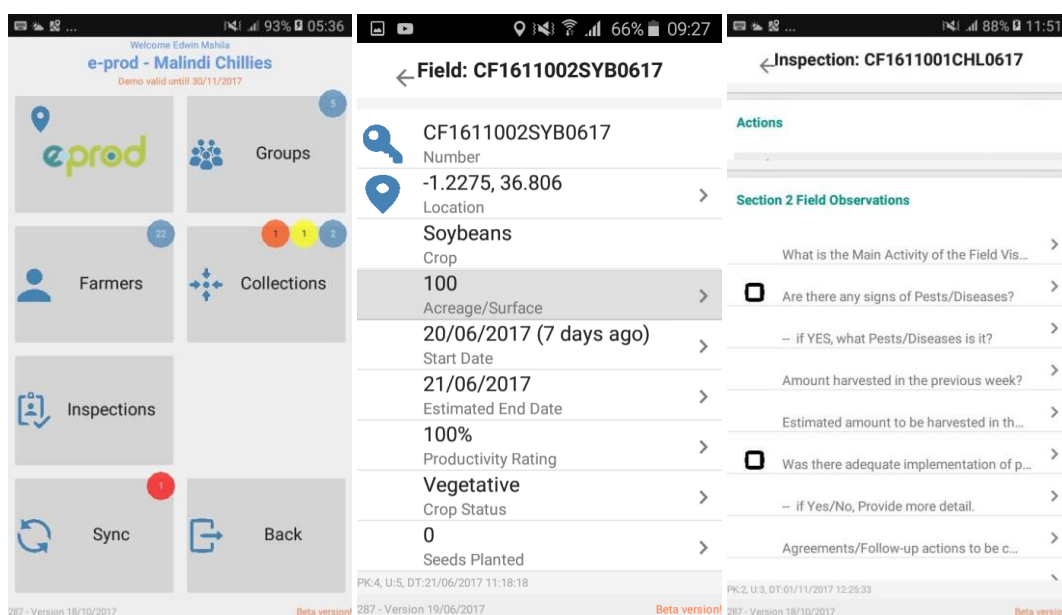 ... 93% 05:36
Welcome Edwin Mshila
e-prod - Malindi Chillies
Demo valid untill 30/11/2017
eprod
5
Groups
22
Farmers
1 1 2
Collections
Inspections
1
Sync
Back
287 - Version 18/10/2017 Beta version!
66% 09:27
Field: CF1611002SYB0617
CF1611002SYB0617
Number
-1.2275, 36.806
Location
Soybeans
Crop
100
Acreage/Surface
20/06/2017 (7 days ago)
Start Date
21/06/2017
Estimated End Date
100%
Productivity Rating
Vegetative
Crop Status
0
Seeds Planted
PK:4, U:5, DT:21/06/2017 11:18:18
287 - Version 19/06/2017 Beta version!
... 88% 11:51
Inspection: CF1611001CHL0617
Actions
Section 2 Field Observations
What is the Main Activity of the Field Vis...
Are there any signs of Pests/Diseases?
-- if YES, what Pests/Diseases is it?
Amount harvested in the previous week?
Estimated amount to be harvested in th...
Was there adequate implementation of p...
-- if Yes/No, Provide more detail.
Agreements/Follow-up actions to be c...
PK:2, U:3, DT:01/11/2017 12:25:33
287 - Version 18/10/2017 Beta version